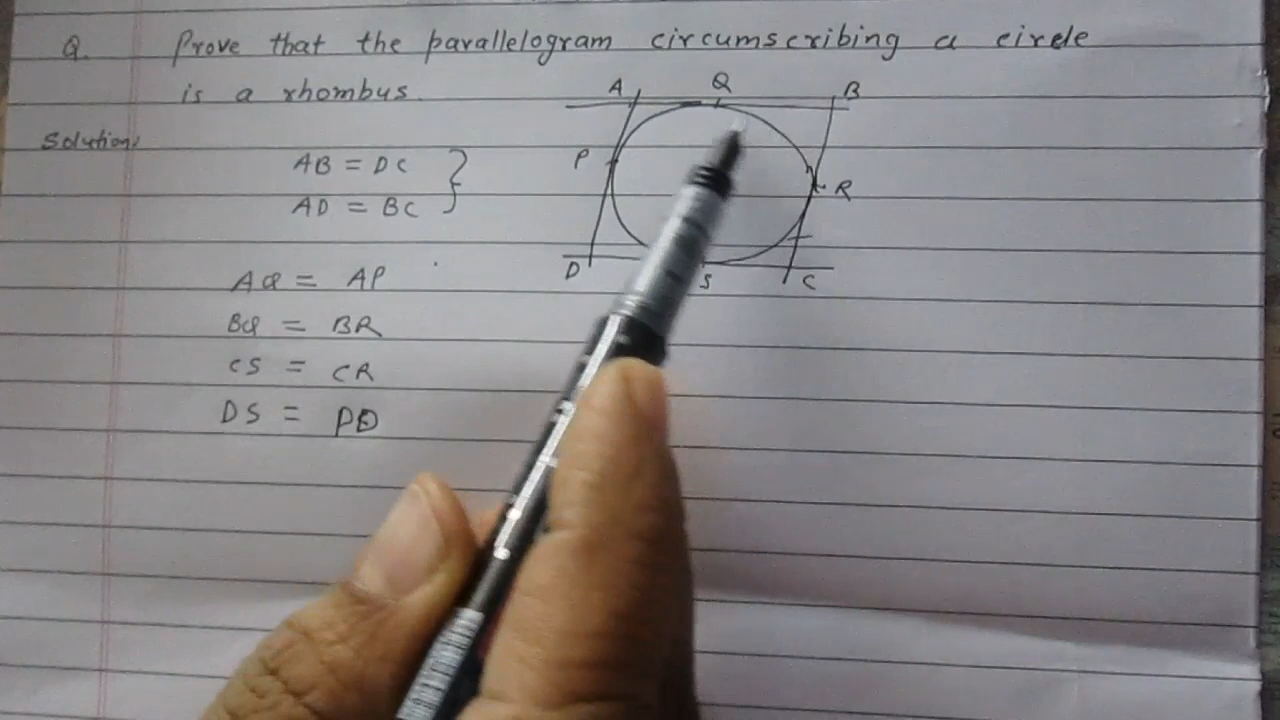 Q. Prove that the parallelogram circumscribing a circle
is a rhombus.
A Q B
Solution:
AB = DC
P
AD = BC
R
D S C
AQ = AP
BQ = BR
CS = CR
DS = PD